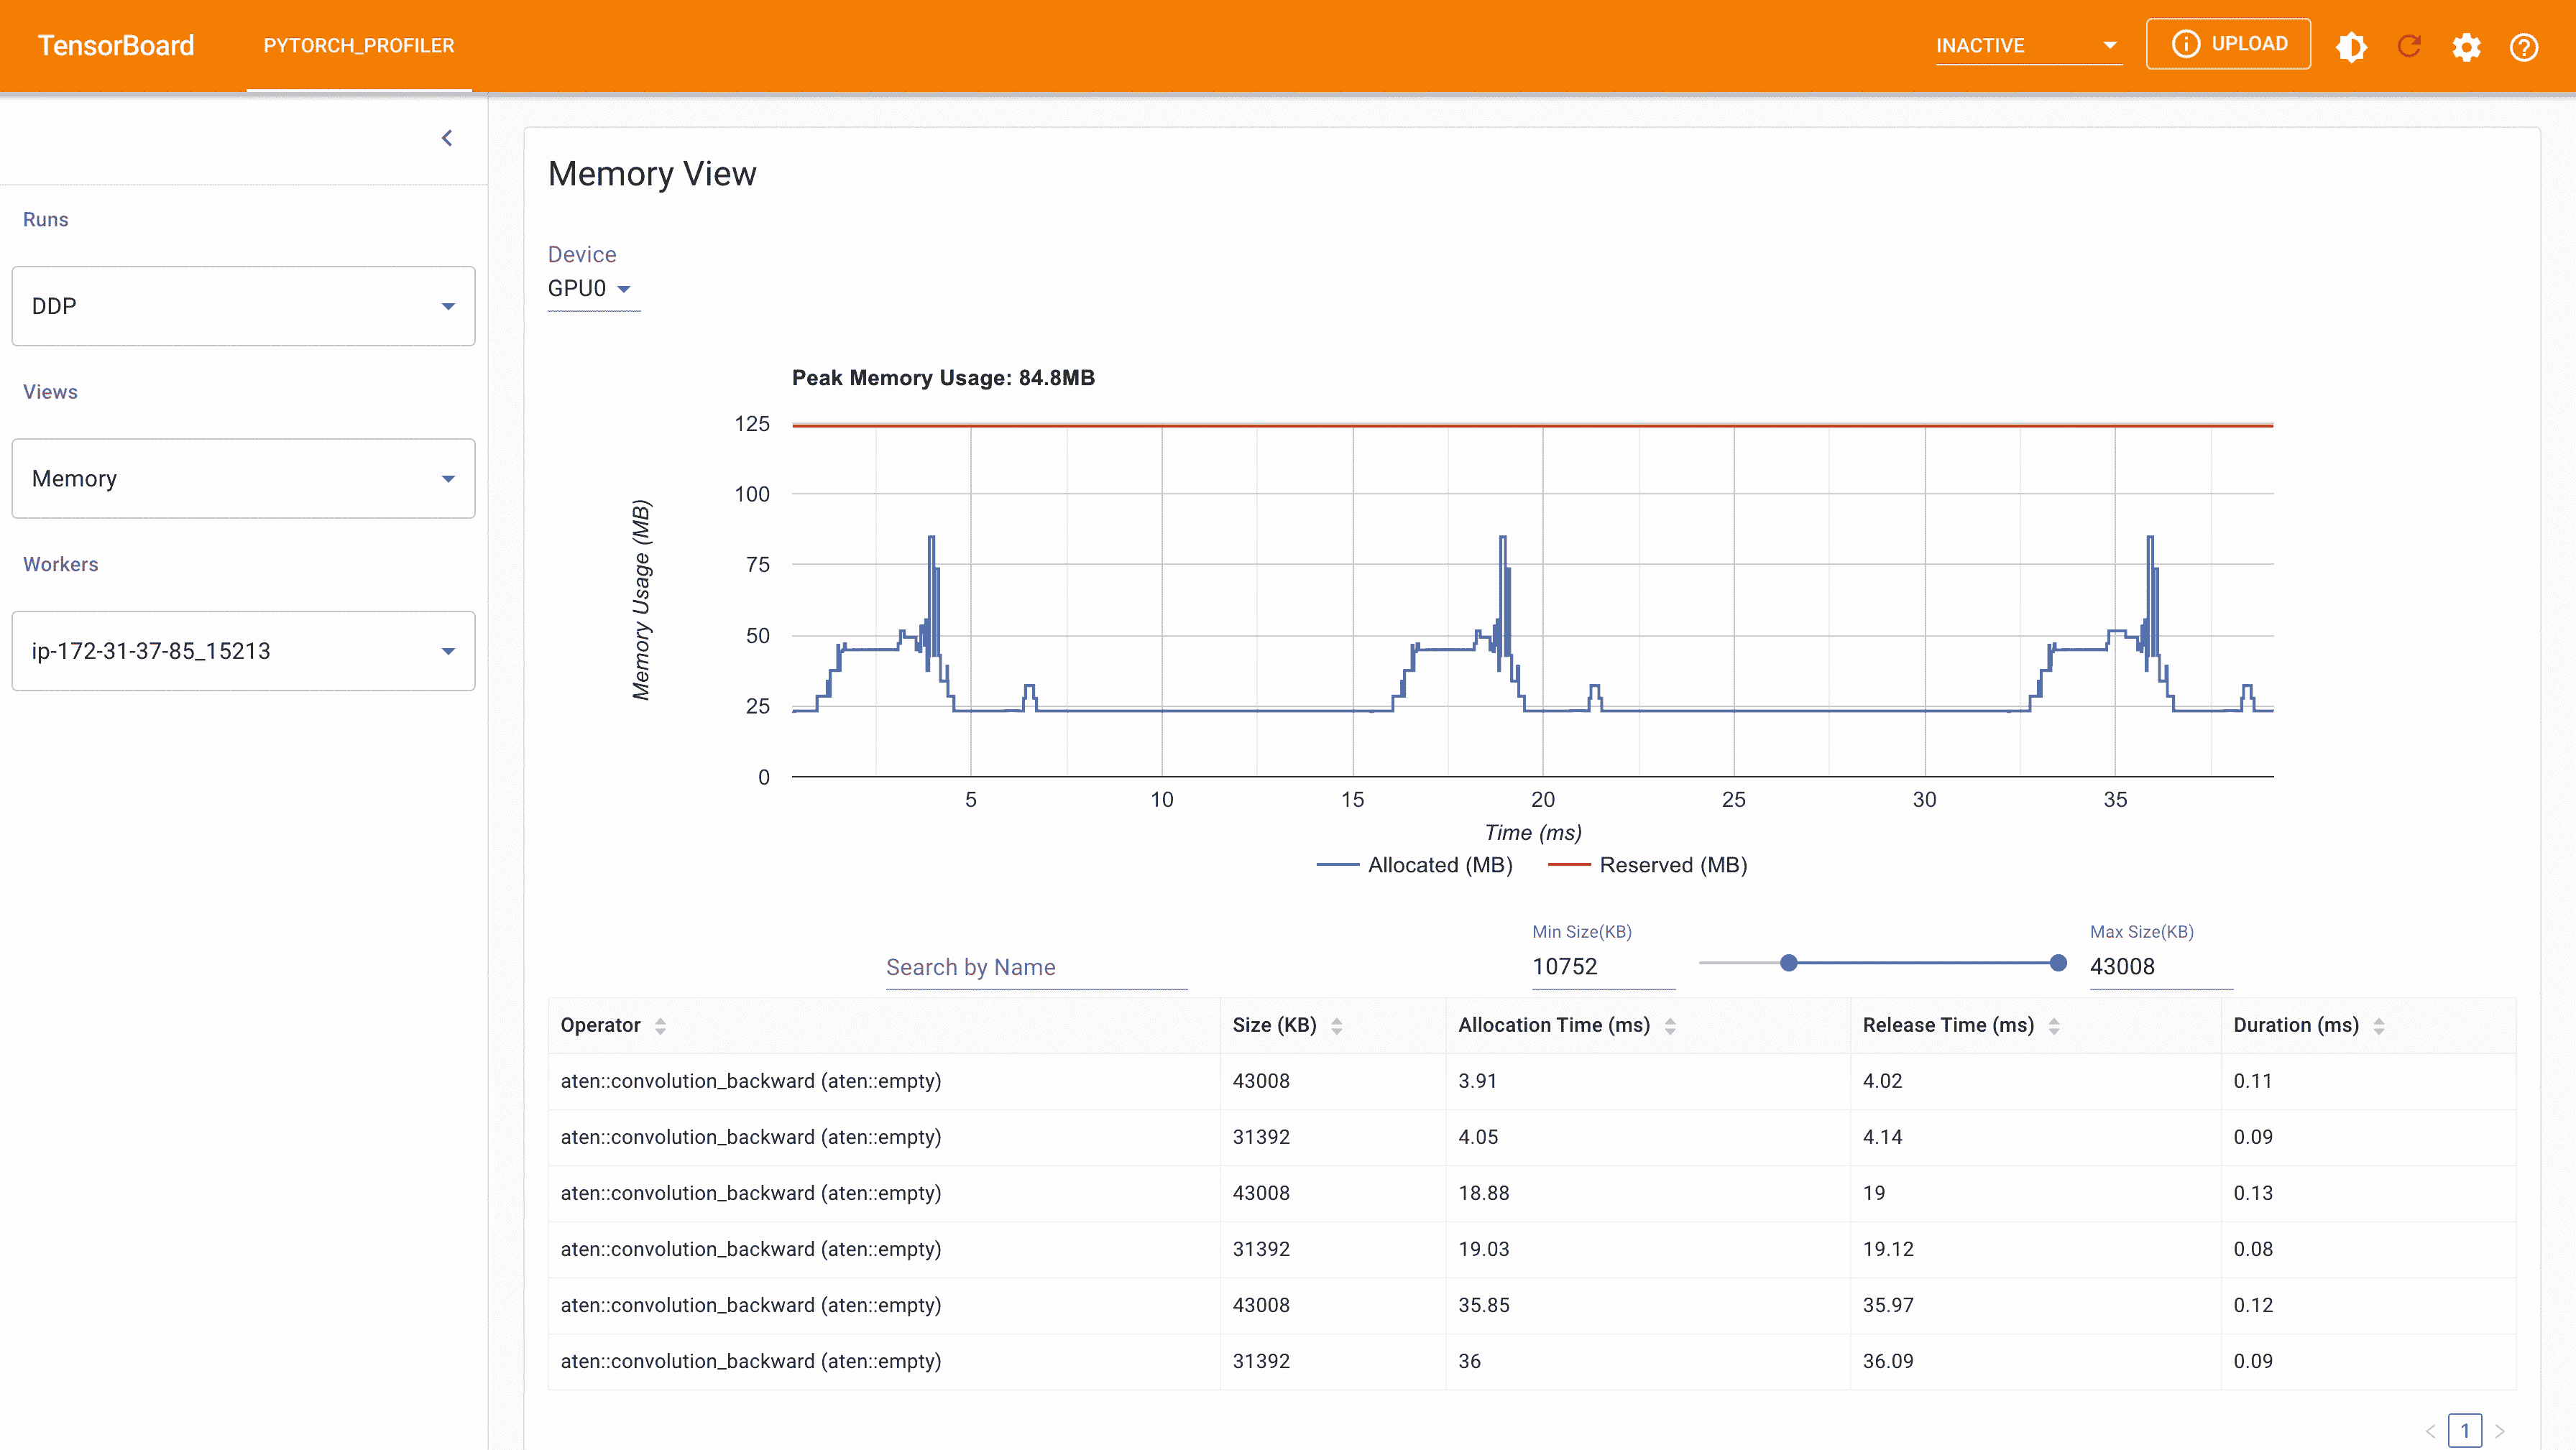 TensorBoard PYTORCH_PROFILER INACTIVE UPLOAD
Runs
DDP
Views
Memory
Workers
ip-172-31-37-85_15213
Memory View
Device
GPU0
Peak Memory Usage: 84.8MB
Memory Usage (MB)
125
100
75
50
25
0
5 10 15 20 25 30 35
Time (ms)
Allocated (MB) Reserved (MB)
Search by Name
Min Size(KB)
10752
Max Size(KB)
43008
Operator Size (KB) Allocation Time (ms) Release Time (ms) Duration (ms)
aten::convolution_backward (aten::empty) 43008 3.91 4.02 0.11
aten::convolution_backward (aten::empty) 31392 4.05 4.14 0.09
aten::convolution_backward (aten::empty) 43008 18.88 19 0.13
aten::convolution_backward (aten::empty) 31392 19.03 19.12 0.08
aten::convolution_backward (aten::empty) 43008 35.85 35.97 0.12
aten::convolution_backward (aten::empty) 31392 36 36.09 0.09
< 1 >